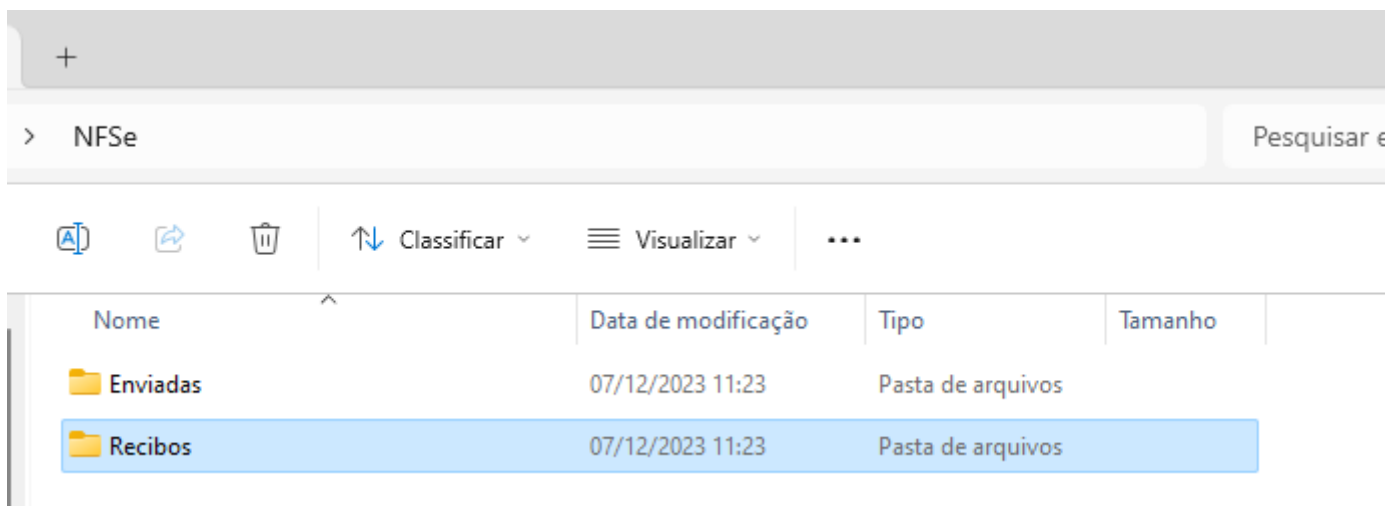 NFSe
Pesquisar e
Classificar
Visualizar
Nome Data de modificação Tipo Tamanho
Enviadas 07/12/2023 11:23 Pasta de arquivos
Recibos 07/12/2023 11:23 Pasta de arquivos